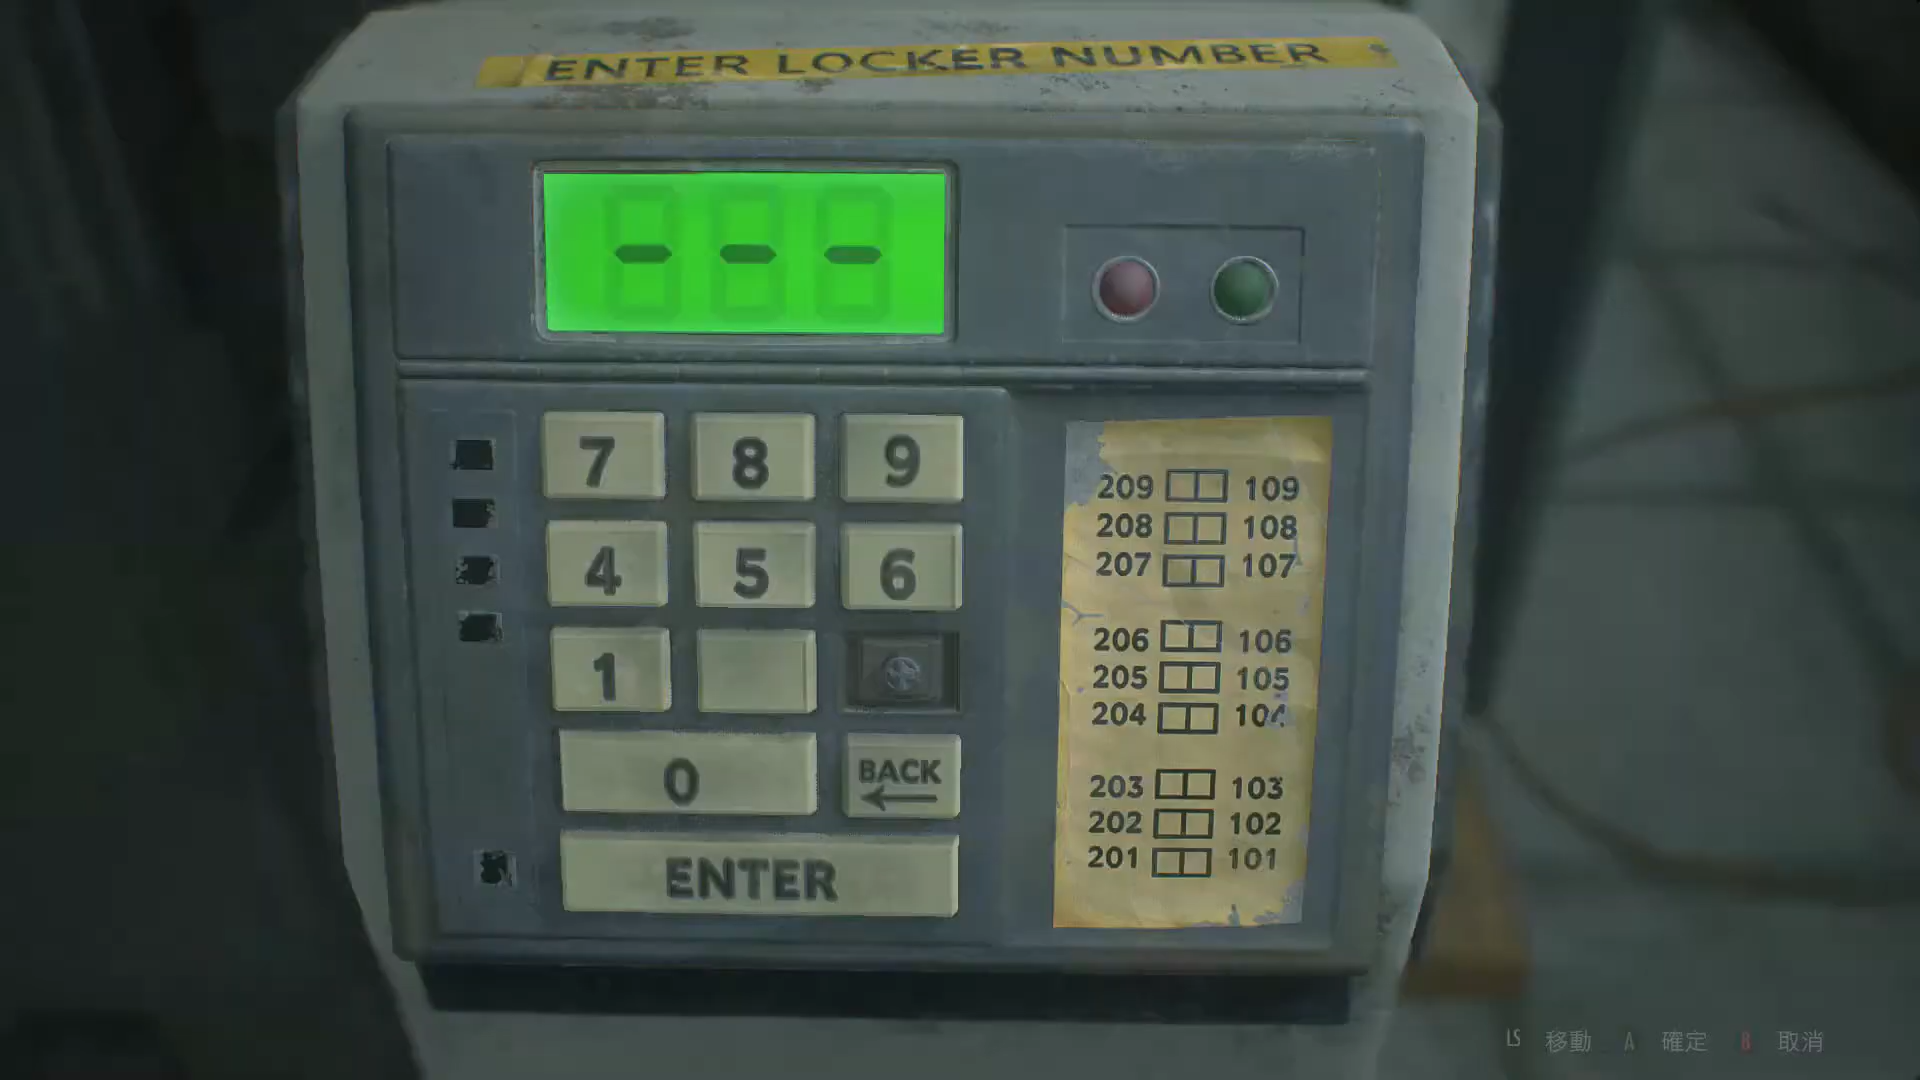 ENTER LOCKER NUMBER
7 8 9
4 5 6
1
0 BACK
ENTER
209 109
208 108
207 107
206 106
205 105
204 104
203 103
202 102
201 101
LS 移動 A 確定 B 取消